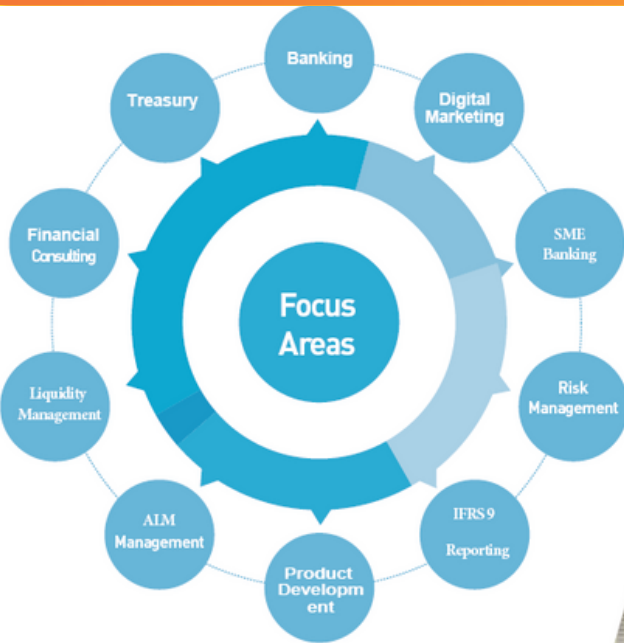 Banking
Digital
Marketing
SME
Banking
Risk
Management
IFRS 9
Reporting
Product
Developm
ent
ALM
Management
Liquidity
Management
Financial
Consulting
Treasury
Focus
Areas